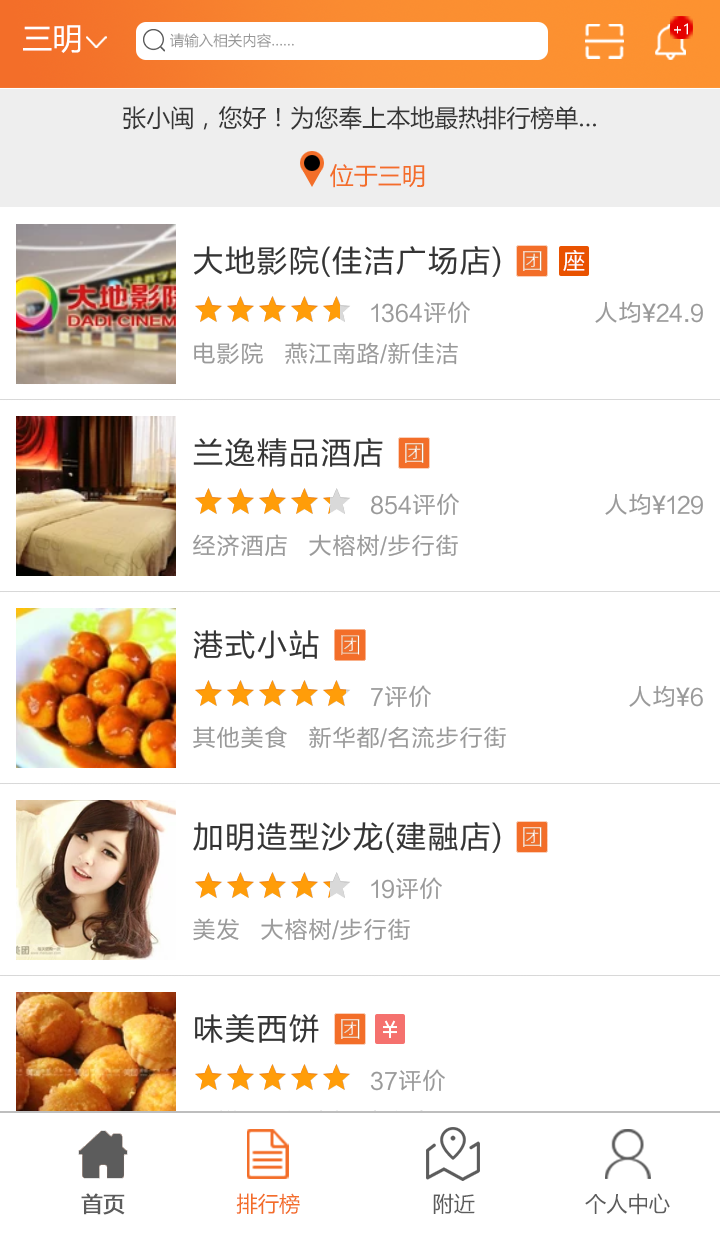 三明
请输入相关内容......
+1
张小闽，您好！为您奉上本地最热排行榜单...
位于三明
大地影院
DADI CINEM
大地影院(佳洁广场店) 团 座
1364评价 人均¥24.9
电影院 燕江南路/新佳洁
兰逸精品酒店 团
854评价 人均¥129
经济酒店 大榕树/步行街
港式小站 团
7评价 人均¥6
其他美食 新华都/名流步行街
加明造型沙龙(建融店) 团
19评价
美发 大榕树/步行街
味美西饼 团 ¥
37评价
首页
排行榜
附近
个人中心